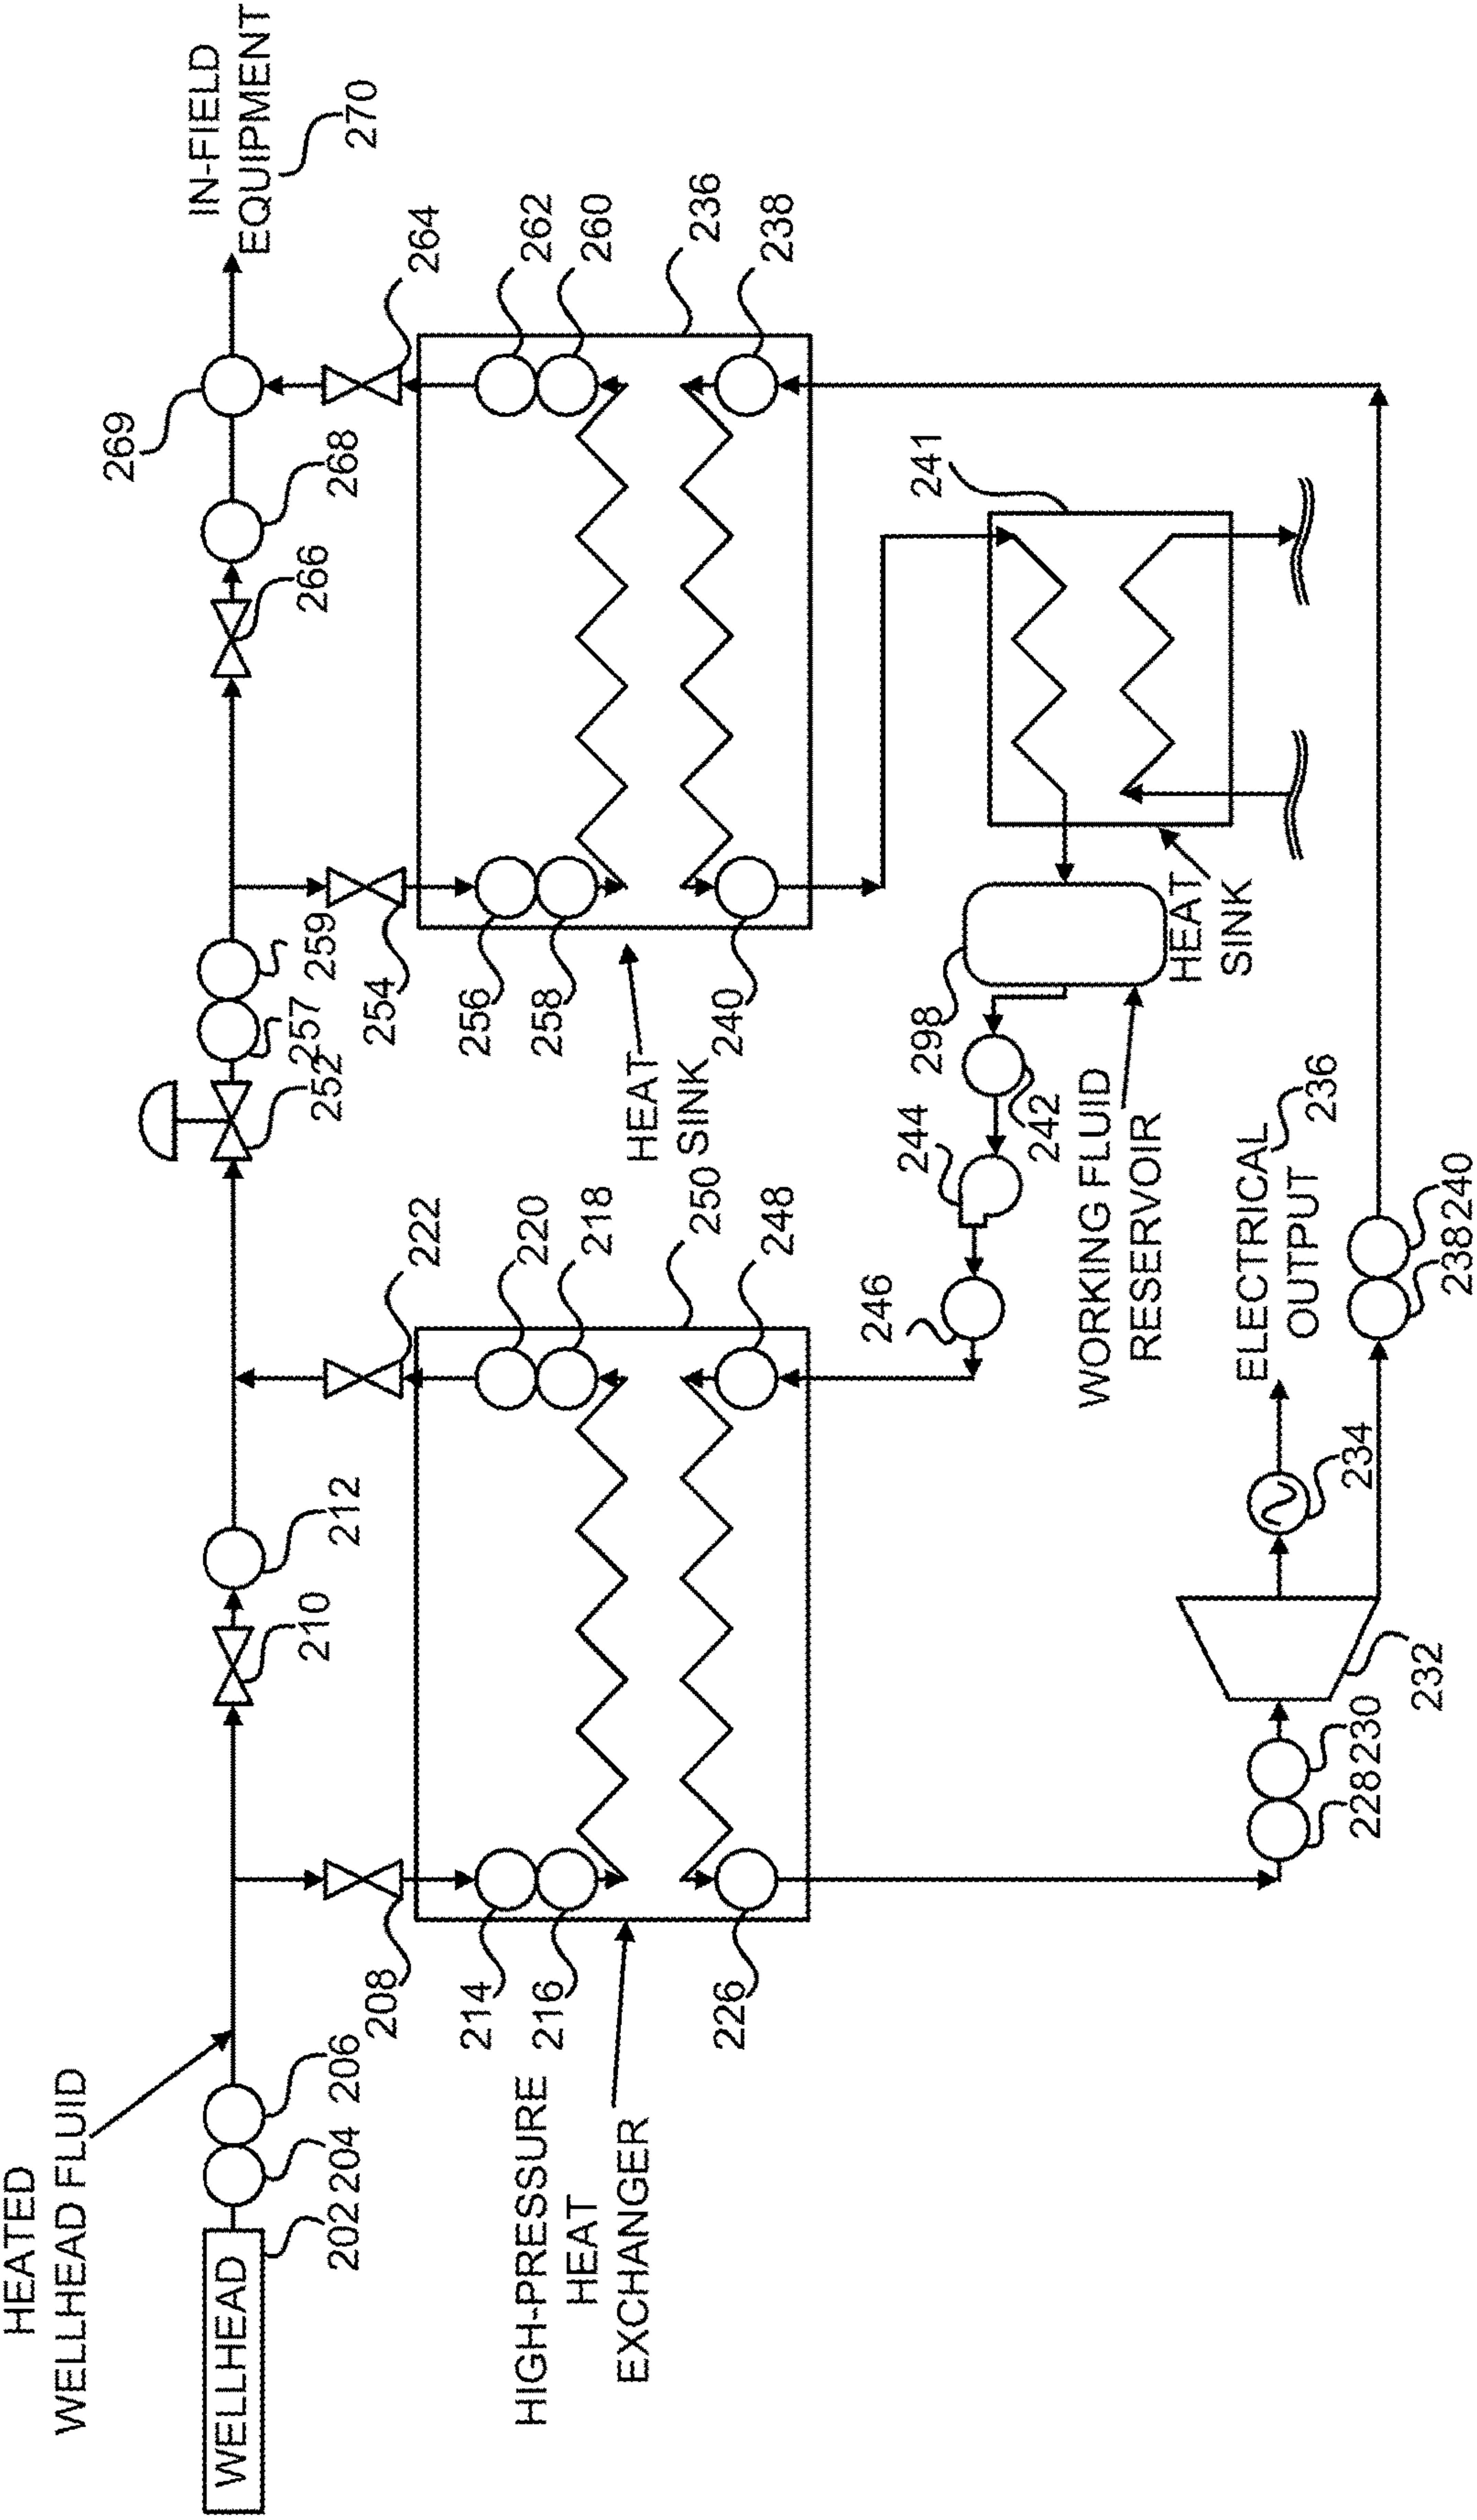 HEATED
WELLHEAD FLUID
WELLHEAD
202
204
206
208
210
212
214
216
HIGH-PRESSURE
HEAT
EXCHANGER
226
218
220
222
250
248
252
257
259
254
256
258
HEAT
SINK
240
266
268
269
264
262
260
236
238
IN-FIELD
EQUIPMENT
270
241
HEAT
SINK
298
242
244
246
WORKING FLUID
RESERVOIR
ELECTRICAL
OUTPUT
236
234
228
230
232
238
240